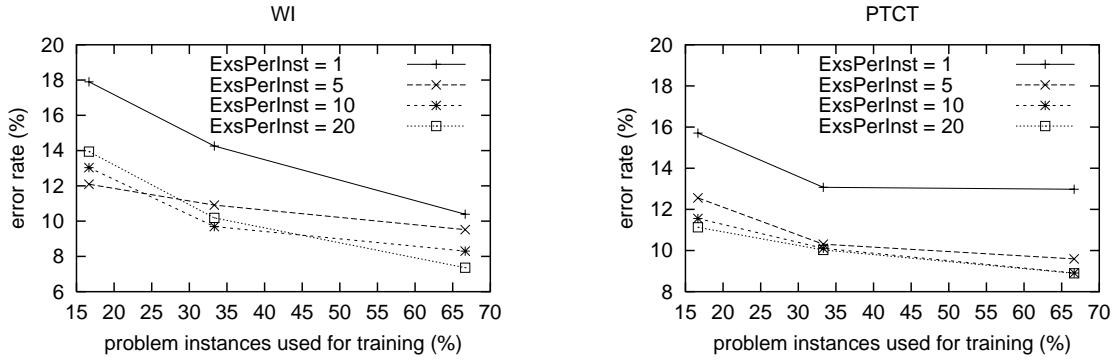 WI
20
18
16
14
12
10
8
6
15 20 25 30 35 40 45 50 55 60 65 70
error rate (%)
problem instances used for training (%)
ExsPerInst = 1
ExsPerInst = 5
ExsPerInst = 10
ExsPerInst = 20
PTCT
20
18
16
14
12
10
8
15 20 25 30 35 40 45 50 55 60 65 70
error rate (%)
problem instances used for training (%)
ExsPerInst = 1
ExsPerInst = 5
ExsPerInst = 10
ExsPerInst = 20